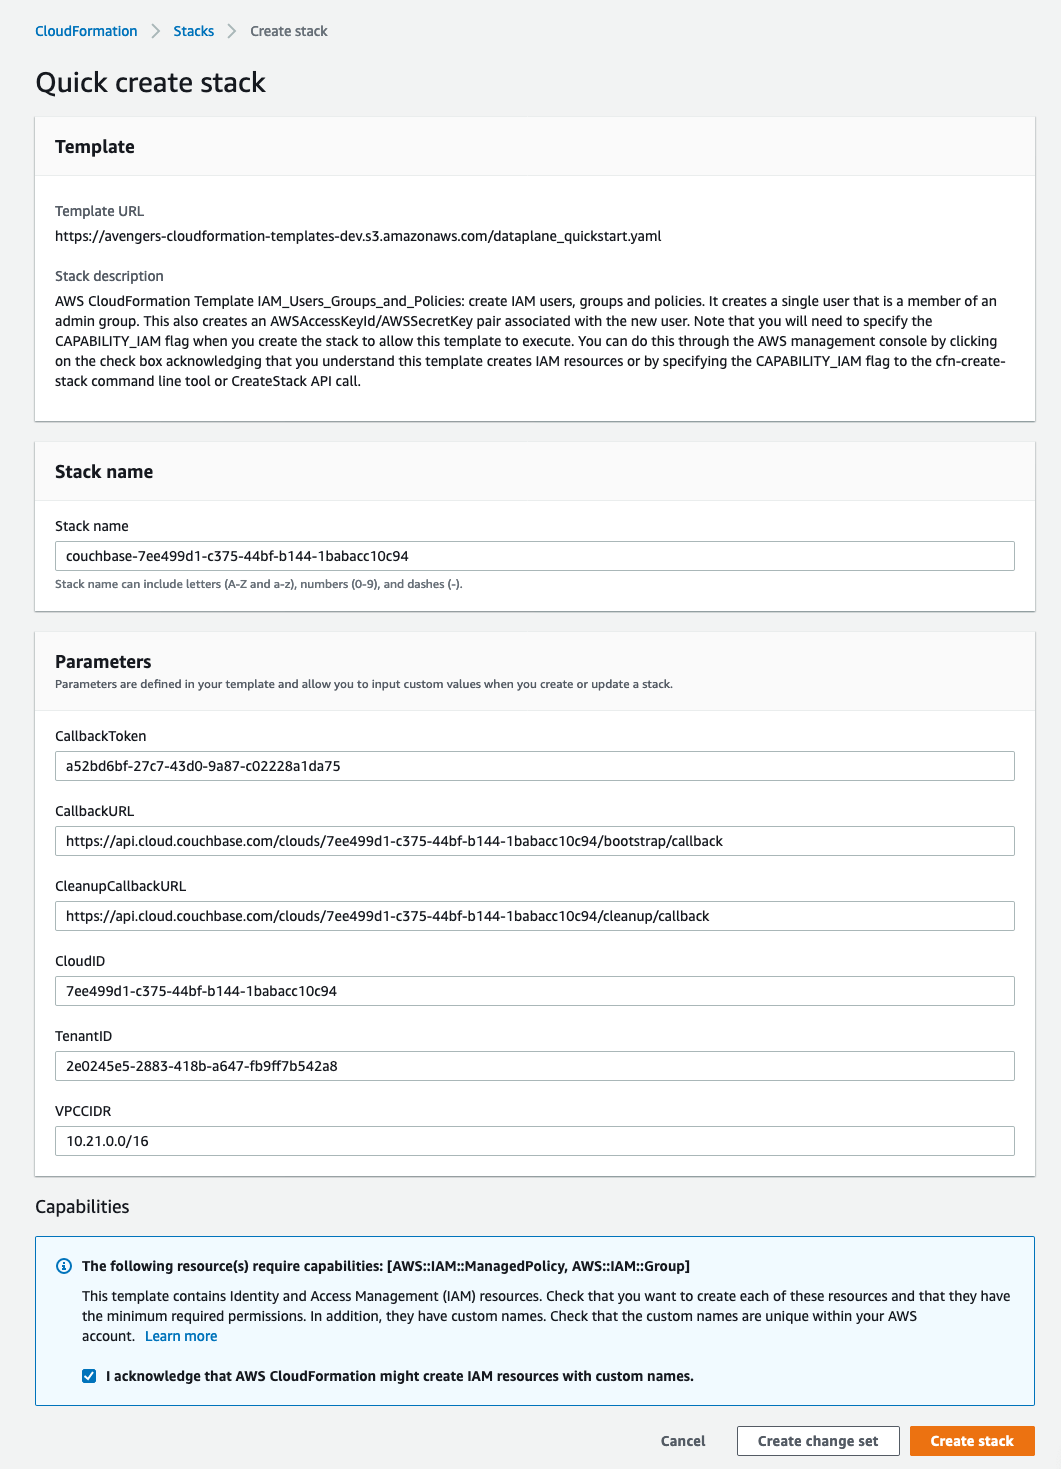 CloudFormation > Stacks > Create stack
Quick create stack
Template
Template URL
https://avengers-cloudformation-templates-dev.s3.amazonaws.com/dataplane_quickstart.yaml
Stack description
AWS CloudFormation Template IAM_Users_Groups_and_Policies: create IAM users, groups and policies. It creates a single user that is a member of an
admin group. This also creates an AWSAccessKeyId/AWSSecretKey pair associated with the new user. Note that you will need to specify the
CAPABILITY_IAM flag when you create the stack to allow this template to execute. You can do this through the AWS management console by clicking
on the check box acknowledging that you understand this template creates IAM resources or by specifying the CAPABILITY_IAM flag to the cfn-create-
stack command line tool or CreateStack API call.
Stack name
Stack name
couchbase-7ee499d1-c375-44bf-b144-1babacc10c94
Stack name can include letters (A-Z and a-z), numbers (0-9), and dashes (-).
Parameters
Parameters are defined in your template and allow you to input custom values when you create or update a stack.
CallbackToken
a52bd6bf-27c7-43d0-9a87-c02228a1da75
CallbackURL
https://api.cloud.couchbase.com/clouds/7ee499d1-c375-44bf-b144-1babacc10c94/bootstrap/callback
CleanupCallbackURL
https://api.cloud.couchbase.com/clouds/7ee499d1-c375-44bf-b144-1babacc10c94/cleanup/callback
CloudID
7ee499d1-c375-44bf-b144-1babacc10c94
TenantID
2e0245e5-2883-418b-a647-fb9ff7b542a8
VPCCIDR
10.21.0.0/16
Capabilities
The following resource(s) require capabilities: [AWS::IAM::ManagedPolicy, AWS::IAM::Group]
This template contains Identity and Access Management (IAM) resources. Check that you want to create each of these resources and that they have
the minimum required permissions. In addition, they have custom names. Check that the custom names are unique within your AWS
account. Learn more
I acknowledge that AWS CloudFormation might create IAM resources with custom names.
Cancel Create change set Create stack